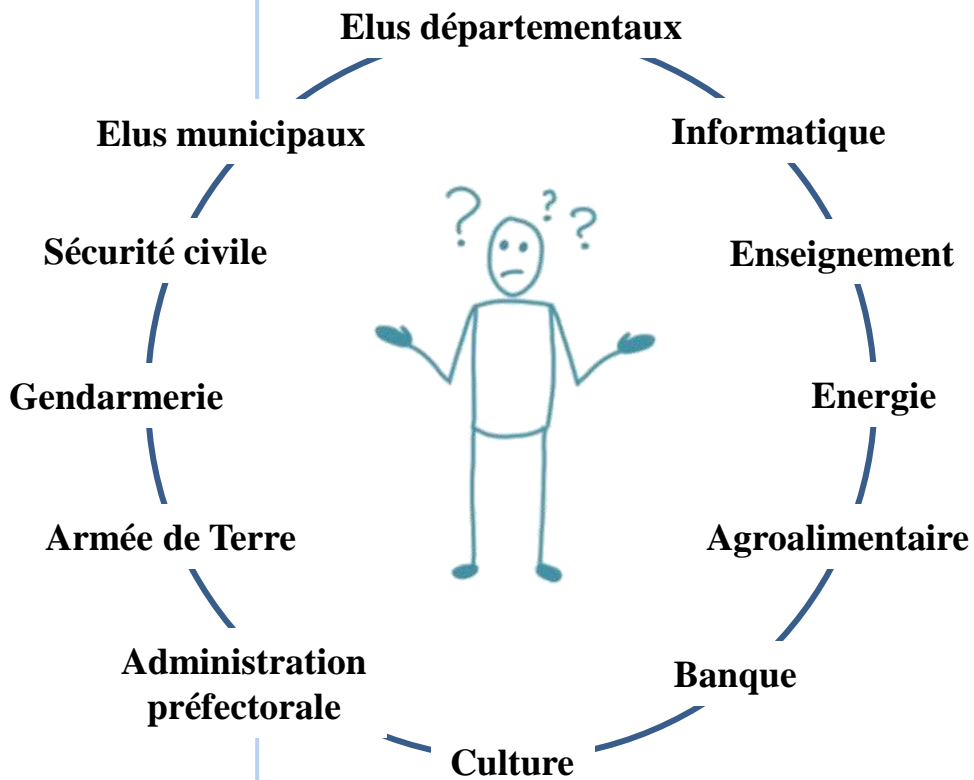 Elus départementaux
Informatique
Enseignement
Energie
Agroalimentaire
Banque
Culture
Administration
préfectorale
Armée de Terre
Gendarmerie
Sécurité civile
Elus municipaux
? ? ?